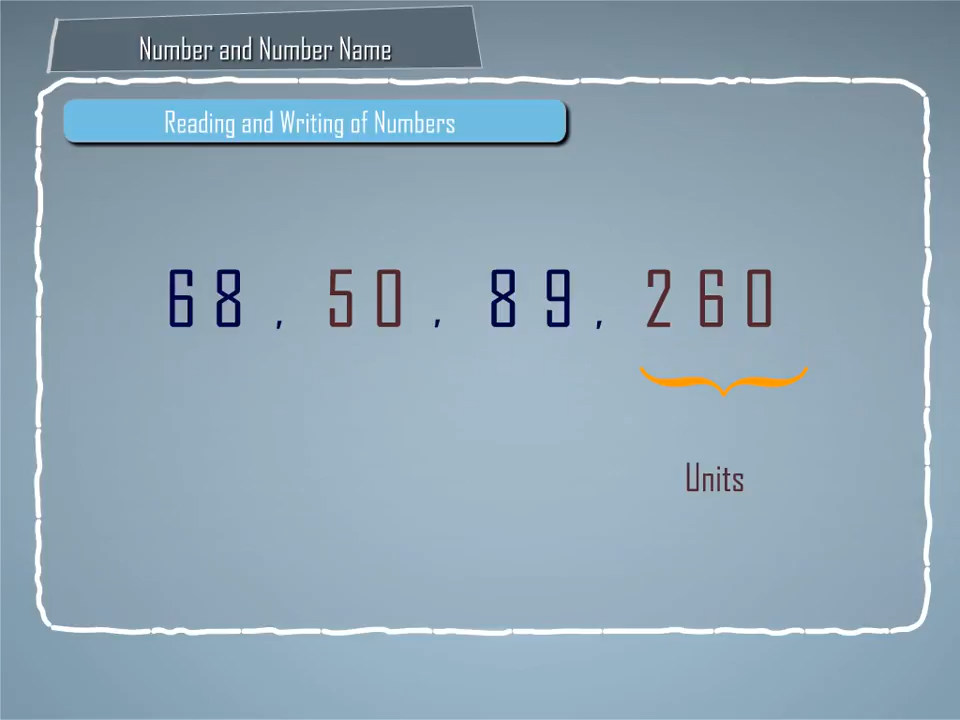 Number and Number Name
Reading and Writing of Numbers
68, 50, 89, 260
Units